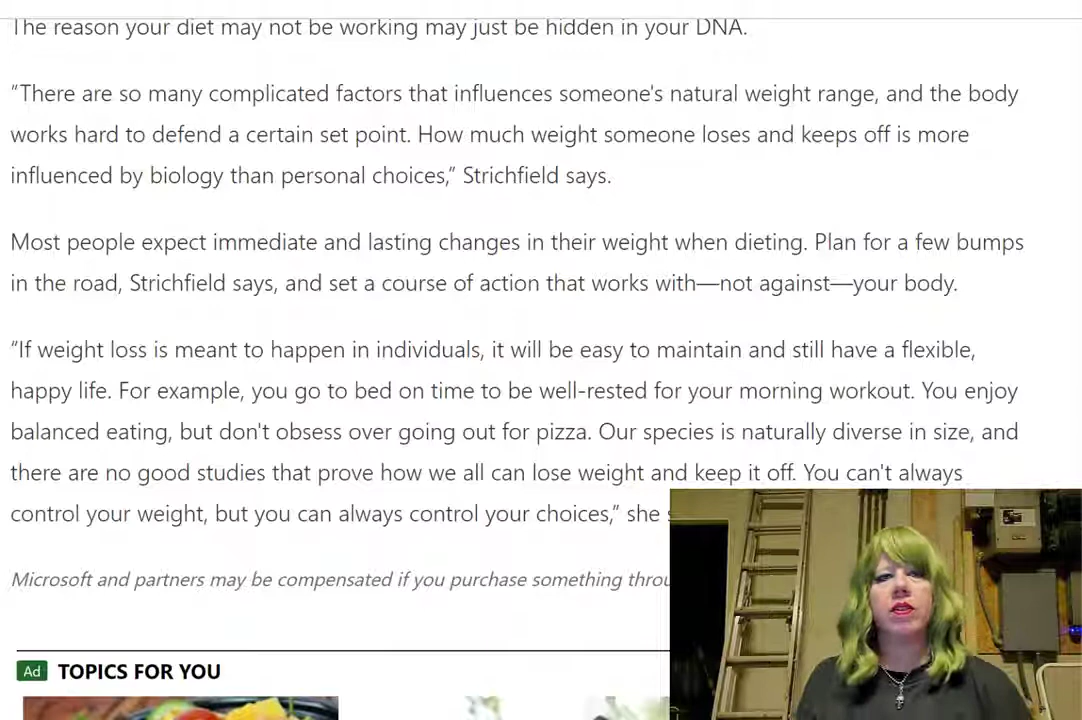 The reason your diet may not be working may just be hidden in your DNA.
“There are so many complicated factors that influences someone's natural weight range, and the body
works hard to defend a certain set point. How much weight someone loses and keeps off is more
influenced by biology than personal choices,” Strichfield says.
Most people expect immediate and lasting changes in their weight when dieting. Plan for a few bumps
in the road, Strichfield says, and set a course of action that works with—not against—your body.
“If weight loss is meant to happen in individuals, it will be easy to maintain and still have a flexible,
happy life. For example, you go to bed on time to be well-rested for your morning workout. You enjoy
balanced eating, but don't obsess over going out for pizza. Our species is naturally diverse in size, and
there are no good studies that prove how we all can lose weight and keep it off. You can't always
control your weight, but you can always control your choices,” she
Microsoft and partners may be compensated if you purchase something
Ad TOPICS FOR YOU